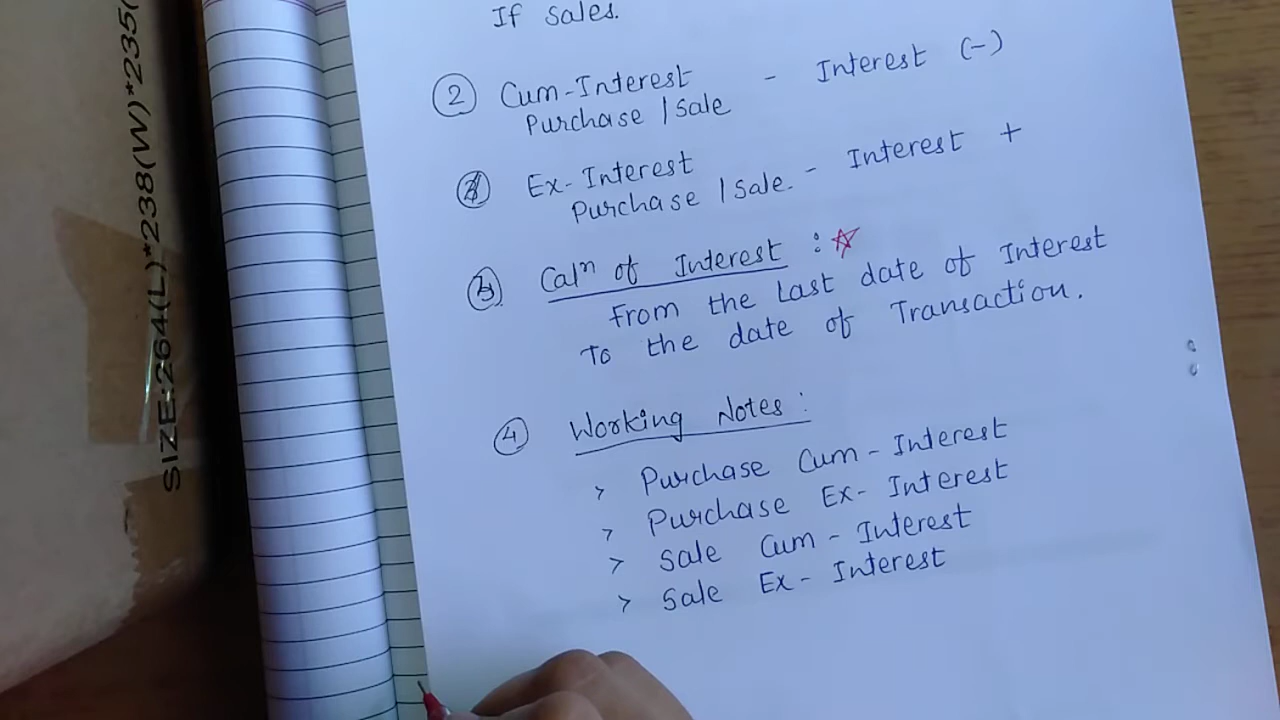 SIZE:264(L)*238(W)*235(
If Sales.
② Cum-Interest - Interest (-)
Purchase / Sale
Ex-Interest
Purchase / Sale. - Interest +
Calⁿ of Interest : ☆
From the Last date of Interest
To the date of Transaction.
④ Working Notes :
> Purchase Cum - Interest
> Purchase Ex - Interest
> Sale Cum - Interest
> Sale Ex - Interest